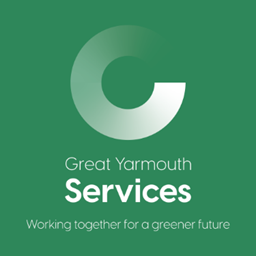 Great Yarmouth
Services
Working together for a greener future